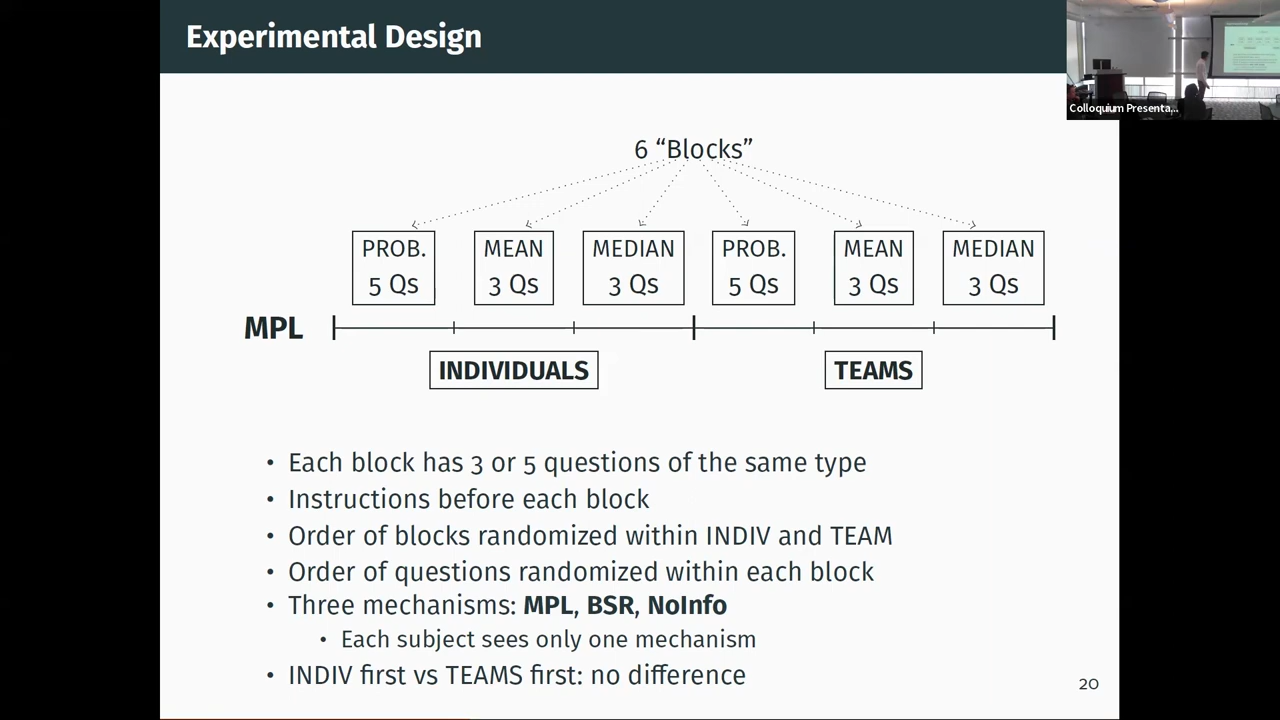 Experimental Design
Colloquium Presenta...
6 “Blocks”
PROB. MEAN MEDIAN PROB. MEAN MEDIAN
5 Qs 3 Qs 3 Qs 5 Qs 3 Qs 3 Qs
MPL
INDIVIDUALS TEAMS
• Each block has 3 or 5 questions of the same type
• Instructions before each block
• Order of blocks randomized within INDIV and TEAM
• Order of questions randomized within each block
• Three mechanisms: MPL, BSR, NoInfo
• Each subject sees only one mechanism
• INDIV first vs TEAMS first: no difference
20